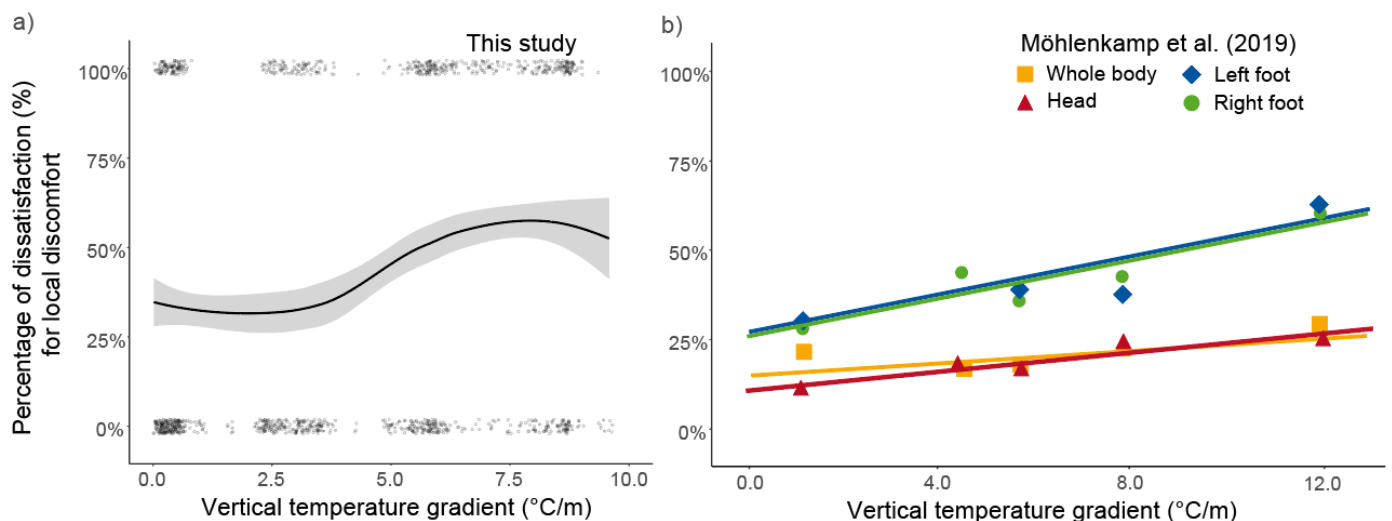 a)
This study
Percentage of dissatisfaction (%)
for local discomfort
100%
75%
50%
25%
0%
0.0
2.5
5.0
7.5
10.0
Vertical temperature gradient (°C/m)
b)
Möhlenkamp et al. (2019)
Whole body
Left foot
Head
Right foot
100%
75%
50%
25%
0%
0.0
4.0
8.0
12.0
Vertical temperature gradient (°C/m)